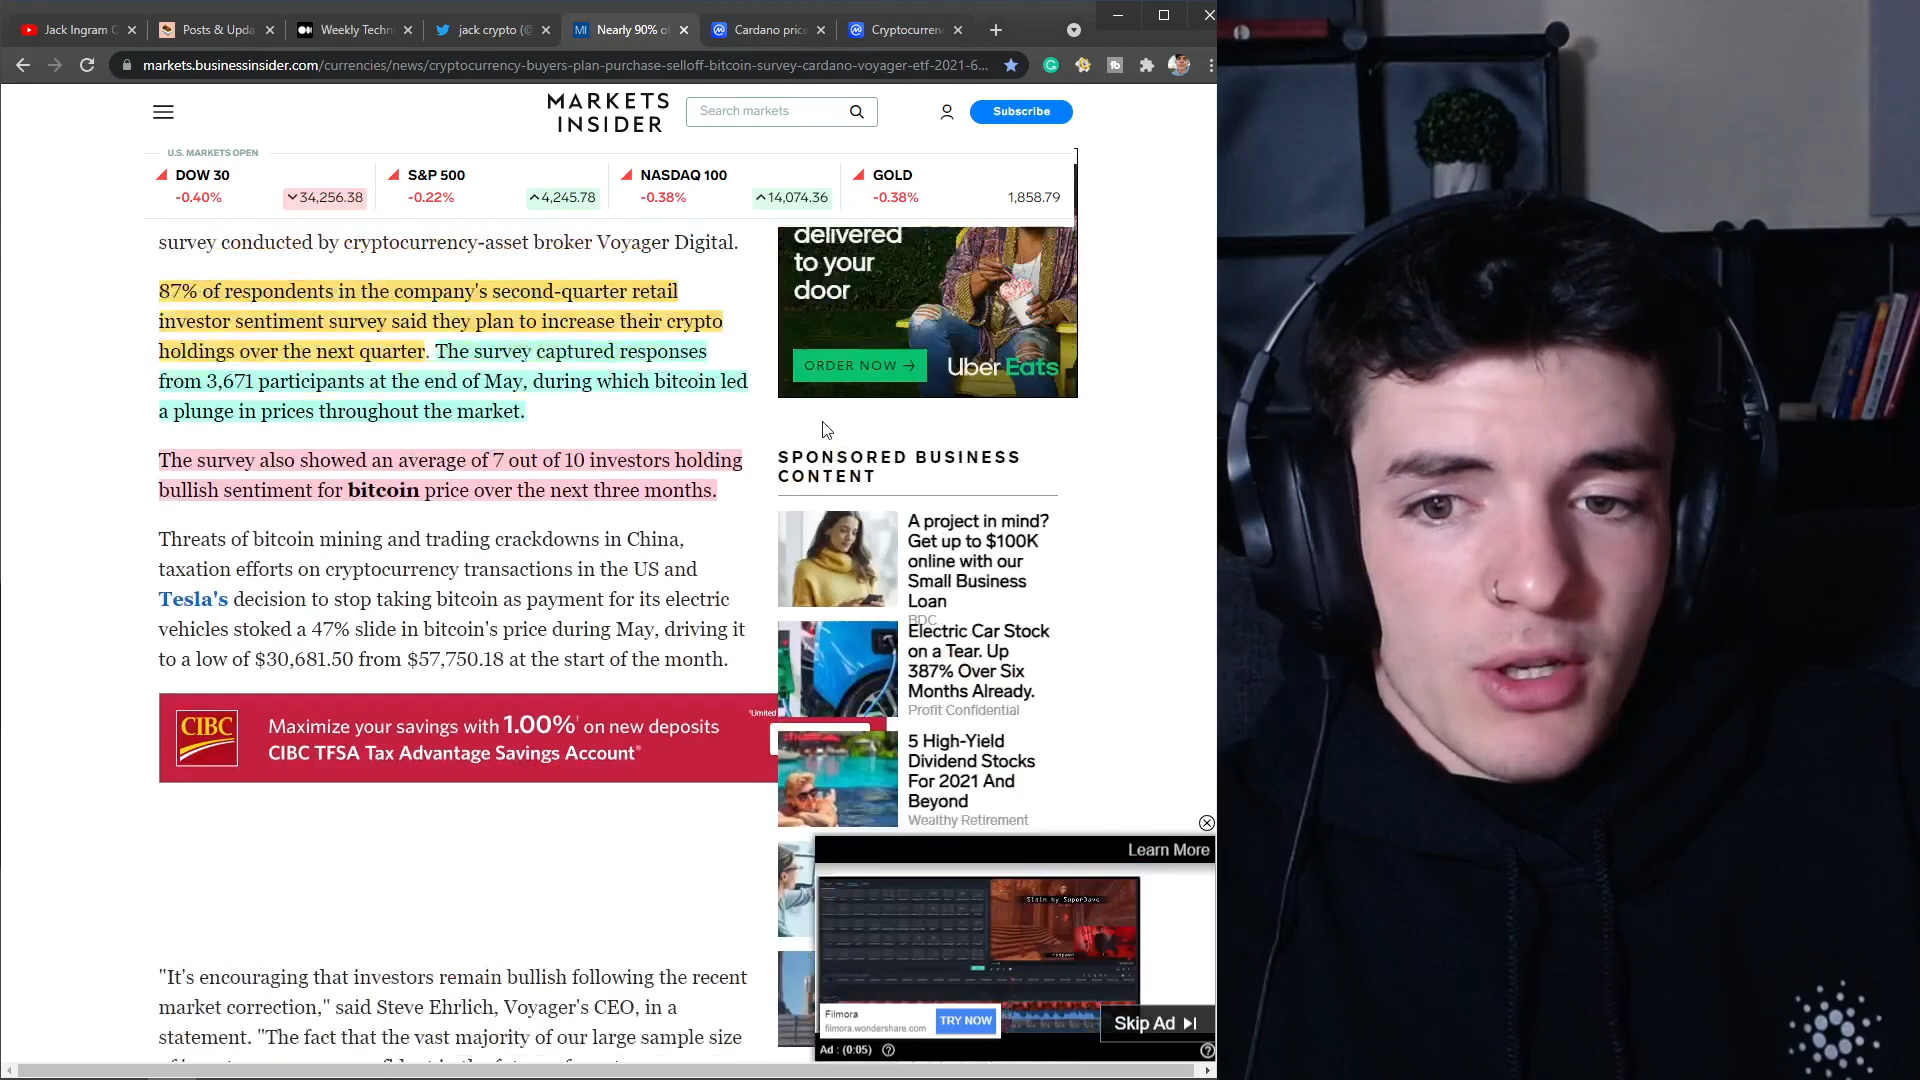 Jack Ingram C
Posts & Upda
Weekly Techn
jack crypto (@
Nearly 90% of
Cardano price
Cryptocurren
markets.businessinsider.com/currencies/news/cryptocurrency-buyers-plan-purchase-selloff-bitcoin-survey-cardano-voyager-etf-2021-6...
MARKETS
INSIDER
Search markets
Subscribe
U.S. MARKETS OPEN
DOW 30
-0.40% 34,256.38
S&P 500
-0.22% 4,245.78
NASDAQ 100
-0.38% 14,074.36
GOLD
-0.38% 1,858.79
survey conducted by cryptocurrency-asset broker Voyager Digital.
87% of respondents in the company's second-quarter retail
investor sentiment survey said they plan to increase their crypto
holdings over the next quarter. The survey captured responses
from 3,671 participants at the end of May, during which bitcoin led
a plunge in prices throughout the market.
The survey also showed an average of 7 out of 10 investors holding
bullish sentiment for bitcoin price over the next three months.
Threats of bitcoin mining and trading crackdowns in China,
taxation efforts on cryptocurrency transactions in the US and
Tesla's decision to stop taking bitcoin as payment for its electric
vehicles stoked a 47% slide in bitcoin's price during May, driving it
to a low of $30,681.50 from $57,750.18 at the start of the month.
CIBC
Maximize your savings with 1.00%† on new deposits
CIBC TFSA Tax Advantage Savings Account®
*Limited
"It's encouraging that investors remain bullish following the recent
market correction," said Steve Ehrlich, Voyager's CEO, in a
statement. "The fact that the vast majority of our large sample size
delivered
to your
door
ORDER NOW →
Uber Eats
SPONSORED BUSINESS
CONTENT
A project in mind?
Get up to $100K
online with our
Small Business
Loan
BDC
Electric Car Stock
on a Tear. Up
387% Over Six
Months Already.
Profit Confidential
5 High-Yield
Dividend Stocks
For 2021 And
Beyond
Wealthy Retirement
Learn More
Slain by SuperDave
respawn
Filmora
filmora.wondershare.com
TRY NOW
Skip Ad
Ad : (0:05)